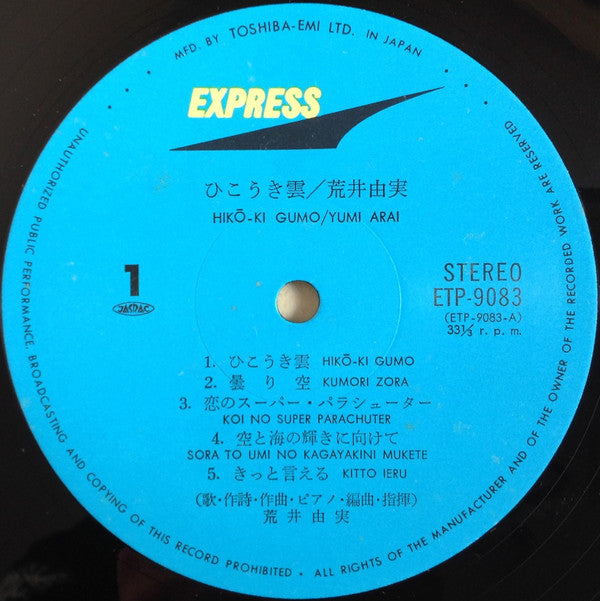 MFD. BY TOSHIBA-EMI LTD. IN JAPAN
EXPRESS
ひこうき雲/荒井由実
HIKŌ-KI GUMO/YUMI ARAI
1
JASRAC
STEREO
ETP-9083
(ETP-9083-A)
33⅓ r. p. m.
1. ひこうき雲 HIKŌ-KI GUMO
2.曇り空 KUMORI ZORA
3. 恋のスーパー・パラシューター
KOI NO SUPER PARACHUTER
4. 空と海の輝きに向けて
SORA TO UMI NO KAGAYAKINI MUKETE
5. きっと言える KITTO IERU
(歌・作詩・作曲・ピアノ・編曲・指揮)
荒井由実
UNAUTHORIZED PUBLIC PERFORMANCE, BROADCASTING AND COPYING OF THIS RECORD PROHIBITED • ALL RIGHTS OF THE MANUFACTURER AND OF THE OWNER OF THE RECORDED WORK ARE RESERVED